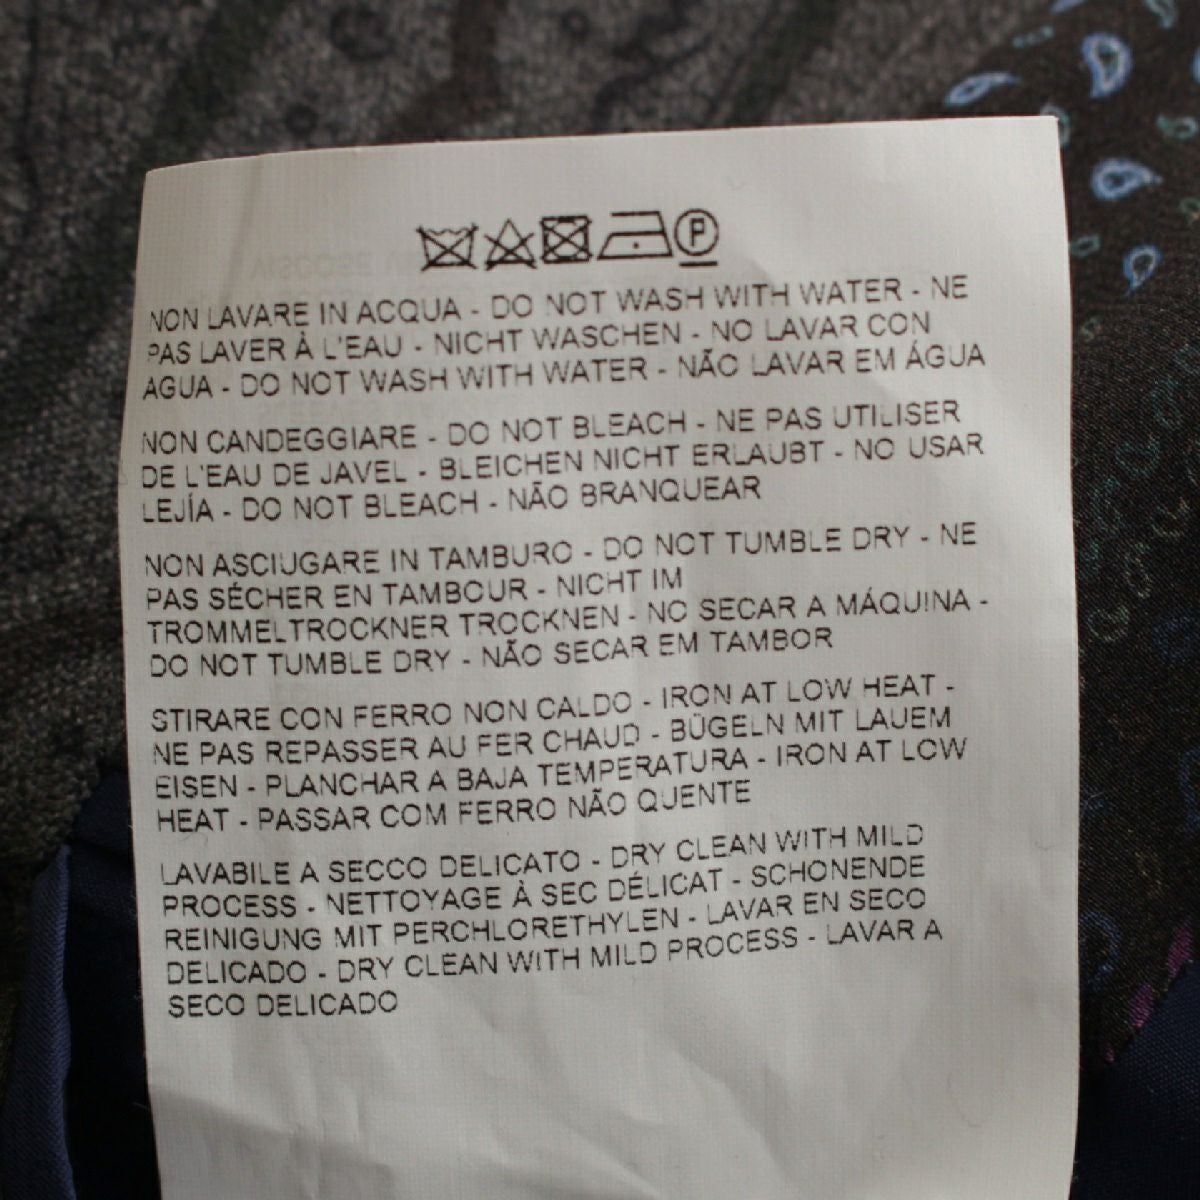 P
NON LAVARE IN ACQUA - DO NOT WASH WITH WATER - NE
PAS LAVER À L'EAU - NICHT WASCHEN - NO LAVAR CON
AGUA - DO NOT WASH WITH WATER - NÃO LAVAR EM ÁGUA
NON CANDEGGIARE - DO NOT BLEACH - NE PAS UTILISER
DE L'EAU DE JAVEL - BLEICHEN NICHT ERLAUBT - NO USAR
LEJÍA - DO NOT BLEACH - NÃO BRANQUEAR
NON ASCIUGARE IN TAMBURO - DO NOT TUMBLE DRY - NE
PAS SÉCHER EN TAMBOUR - NICHT IM
TROMMELTROCKNER TROCKNEN - NO SECAR A MÁQUINA -
DO NOT TUMBLE DRY - NÃO SECAR EM TAMBOR
STIRARE CON FERRO NON CALDO - IRON AT LOW HEAT -
NE PAS REPASSER AU FER CHAUD - BÜGELN MIT LAUEM
EISEN - PLANCHAR A BAJA TEMPERATURA - IRON AT LOW
HEAT - PASSAR COM FERRO NÃO QUENTE
LAVABILE A SECCO DELICATO - DRY CLEAN WITH MILD
PROCESS - NETTOYAGE À SEC DÉLICAT - SCHONENDE
REINIGUNG MIT PERCHLORETHYLEN - LAVAR EN SECO
DELICADO - DRY CLEAN WITH MILD PROCESS - LAVAR A
SECO DELICADO